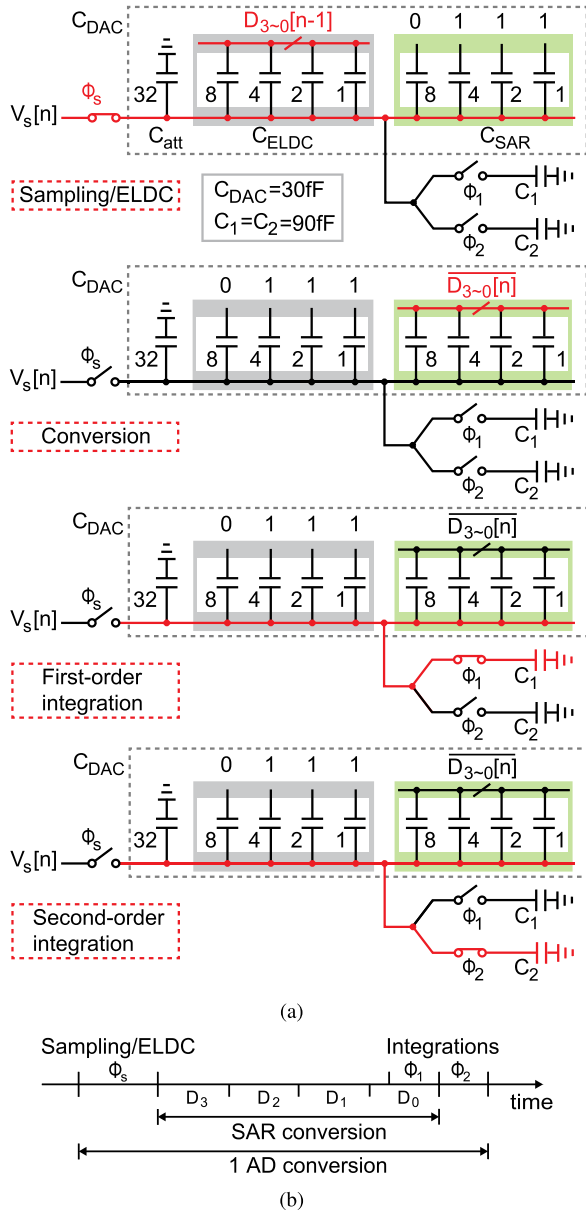 C_DAC D_3~0[n-1] 0 1 1 1
ϕ_s 32 8 4 2 1 8 4 2 1
V_s[n]
C_att C_ELDC C_SAR
Sampling/ELDC
C_DAC=30fF
C_1=C_2=90fF
ϕ_1 C_1
ϕ_2 C_2
C_DAC 0 1 1 1 \overline{D_3~0[n]}
ϕ_s 32 8 4 2 1 8 4 2 1
V_s[n]
Conversion
ϕ_1 C_1
ϕ_2 C_2
C_DAC 0 1 1 1 \overline{D_3~0[n]}
ϕ_s 32 8 4 2 1 8 4 2 1
V_s[n]
First-order
integration
ϕ_1 C_1
ϕ_2 C_2
C_DAC 0 1 1 1 \overline{D_3~0[n]}
ϕ_s 32 8 4 2 1 8 4 2 1
V_s[n]
Second-order
integration
ϕ_1 C_1
ϕ_2 C_2
(a)
Sampling/ELDC Integrations
ϕ_s ϕ_1 ϕ_2
D_3 D_2 D_1 D_0 time
SAR conversion
1 AD conversion
(b)